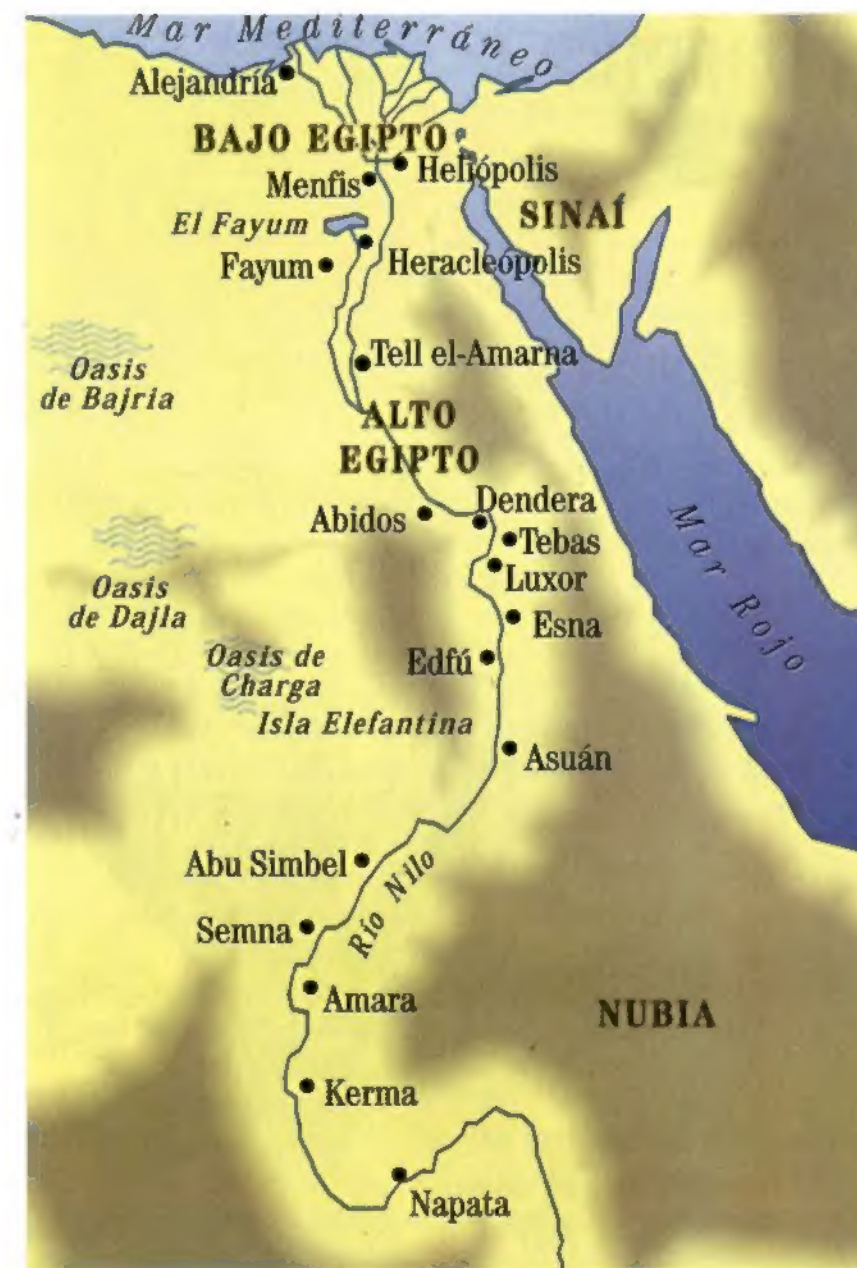 Mar Mediterráneo
Alejandría
BAJO EGIPTO
Heliópolis
Menfis
SINAÍ
El Fayum
Heracleópolis
Fayum
Tell el-Amarna
Oasis
de Bajria
ALTO
EGIPTO
Dendera
Abidos
Tebas
Mar Rojo
Luxor
Oasis
de Dajla
Esna
Oasis de
Charga
Edfú
Isla Elefantina
Asuán
Abu Simbel
Río Nilo
Semna
Amara
NUBIA
Kerma
Napata